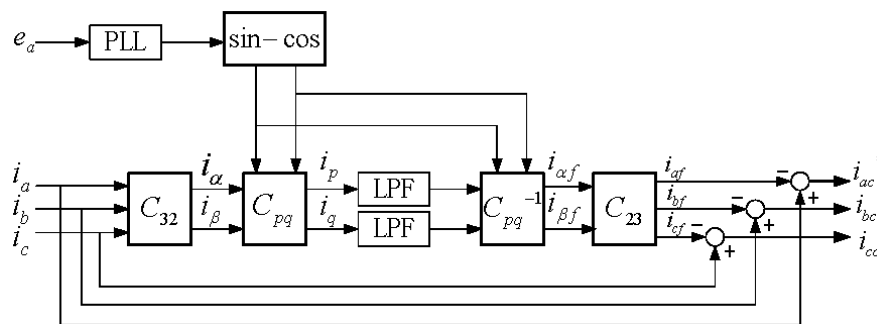 e_a PLL sin-cos
i_a i_b i_c
C_32
i_α i_β
C_pq
i_p i_q
LPF
LPF
C_pq^-1
i_αf i_βf
C_23
i_af i_bf i_cf
- + - + - +
i_ac
i_bc
i_cc